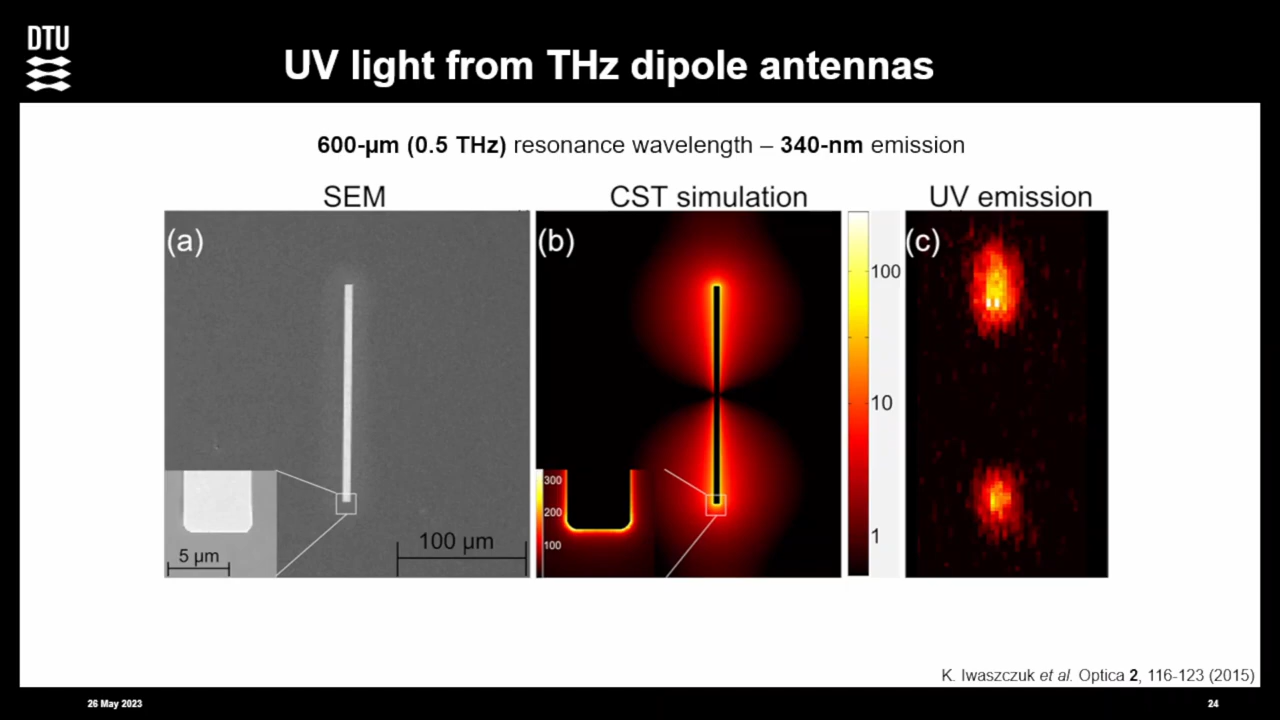 DTU
UV light from THz dipole antennas
600-μm (0.5 THz) resonance wavelength – 340-nm emission
SEM
CST simulation
UV emission
(a)
(b)
(c)
100
10
1
300
200
100
5 μm
100 μm
K. Iwaszczuk et al. Optica 2, 116-123 (2015)
26 May 2023
24